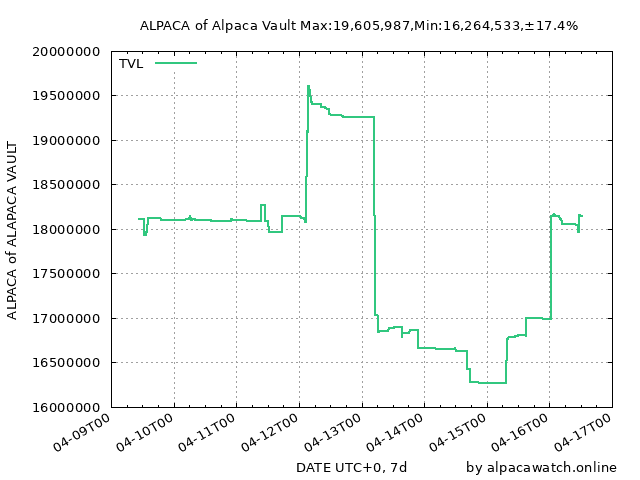 ALPACA of Alpaca Vault Max:19,605,987,Min:16,264,533,±17.4%
TVL
20000000
19500000
19000000
18500000
18000000
17500000
17000000
16500000
16000000
ALPACA of ALAPACA VAULT
04-09T00
04-10T00
04-11T00
04-12T00
04-13T00
04-14T00
04-15T00
04-16T00
04-17T00
DATE UTC+0, 7d
by alpacawatch.online